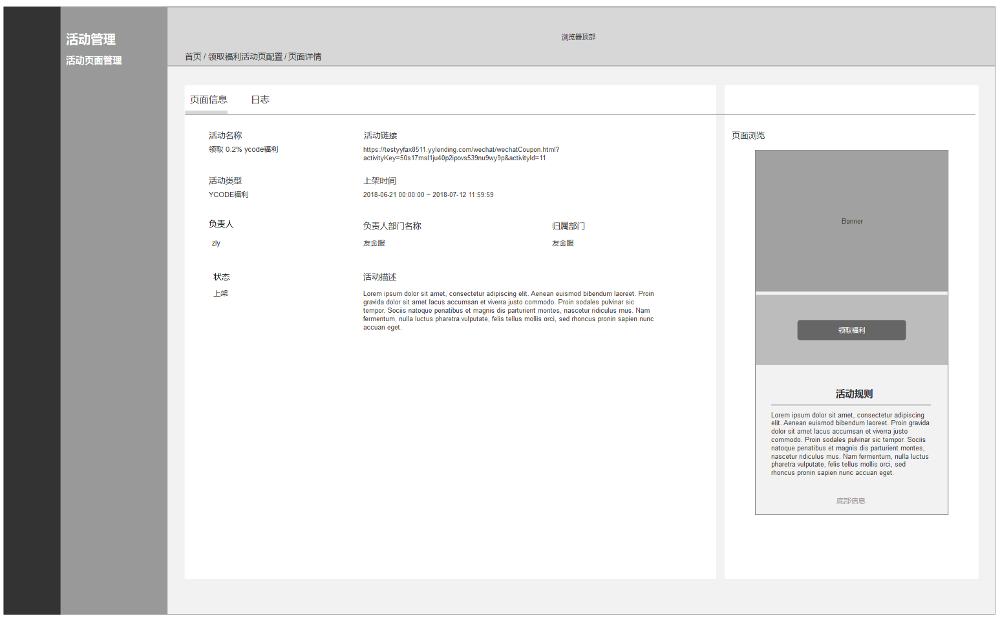 活动管理
活动页面管理
浏览器顶部
首页 / 领取福利活动页配置 / 页面详情
页面信息
日志
活动名称
领取 0.2% ycode福利
活动链接
https://testyyfax8511.yylending.com/wechat/wechatCoupon.html?
activityKey=50s17msl1ju40p2ipovs539nu9wy9p&activityId=11
活动类型
YCODE福利
上架时间
2018-06-21 00:00:00 ~ 2018-07-12 11:59:59
负责人
zly
负责人部门名称
友金服
归属部门
友金服
状态
上架
活动描述
Lorem ipsum dolor sit amet, consectetur adipiscing elit. Aenean euismod bibendum laoreet. Proin
gravida dolor sit amet lacus accumsan et viverra justo commodo. Proin sodales pulvinar sic
tempor. Sociis natoque penatibus et magnis dis parturient montes, nascetur ridiculus mus. Nam
fermentum, nulla luctus pharetra vulputate, felis tellus mollis orci, sed rhoncus pronin sapien nunc
accuan eget.
页面浏览
Banner
领取福利
活动规则
Lorem ipsum dolor sit amet, consectetur adipiscing
elit. Aenean euismod bibendum laoreet. Proin gravida
dolor sit amet lacus accumsan et viverra justo
commodo. Proin sodales pulvinar sic tempor. Sociis
natoque penatibus et magnis dis parturient montes,
nascetur ridiculus mus. Nam fermentum, nulla luctus
pharetra vulputate, felis tellus mollis orci, sed
rhoncus pronin sapien nunc accuan eget.
底部信息